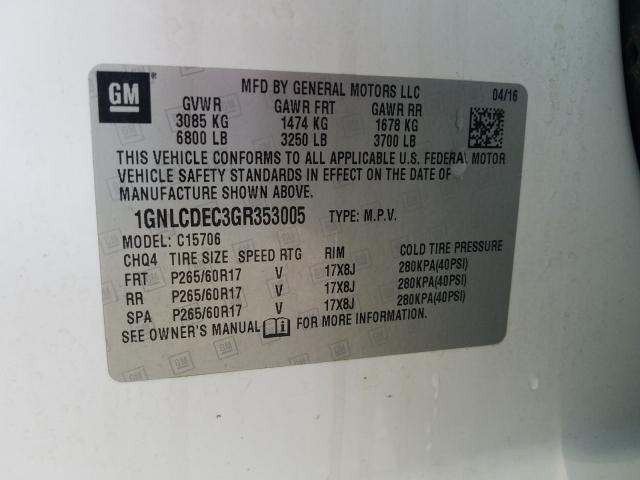 GM
MFD BY GENERAL MOTORS LLC 04/16
GVWR GAWR FRT GAWR RR
3085 KG 1474 KG 1678 KG
6800 LB 3250 LB 3700 LB
THIS VEHICLE CONFORMS TO ALL APPLICABLE U.S. FEDERAL MOTOR
VEHICLE SAFETY STANDARDS IN EFFECT ON THE DATE OF
MANUFACTURE SHOWN ABOVE.
1GNLCDEC3GR353005 TYPE: M.P.V.
MODEL: C15706
CHQ4 TIRE SIZE SPEED RTG RIM COLD TIRE PRESSURE
FRT P265/60R17 V 17X8J 280KPA(40PSI)
RR P265/60R17 V 17X8J 280KPA(40PSI)
SPA P265/60R17 V 17X8J 280KPA(40PSI)
SEE OWNER'S MANUAL FOR MORE INFORMATION.